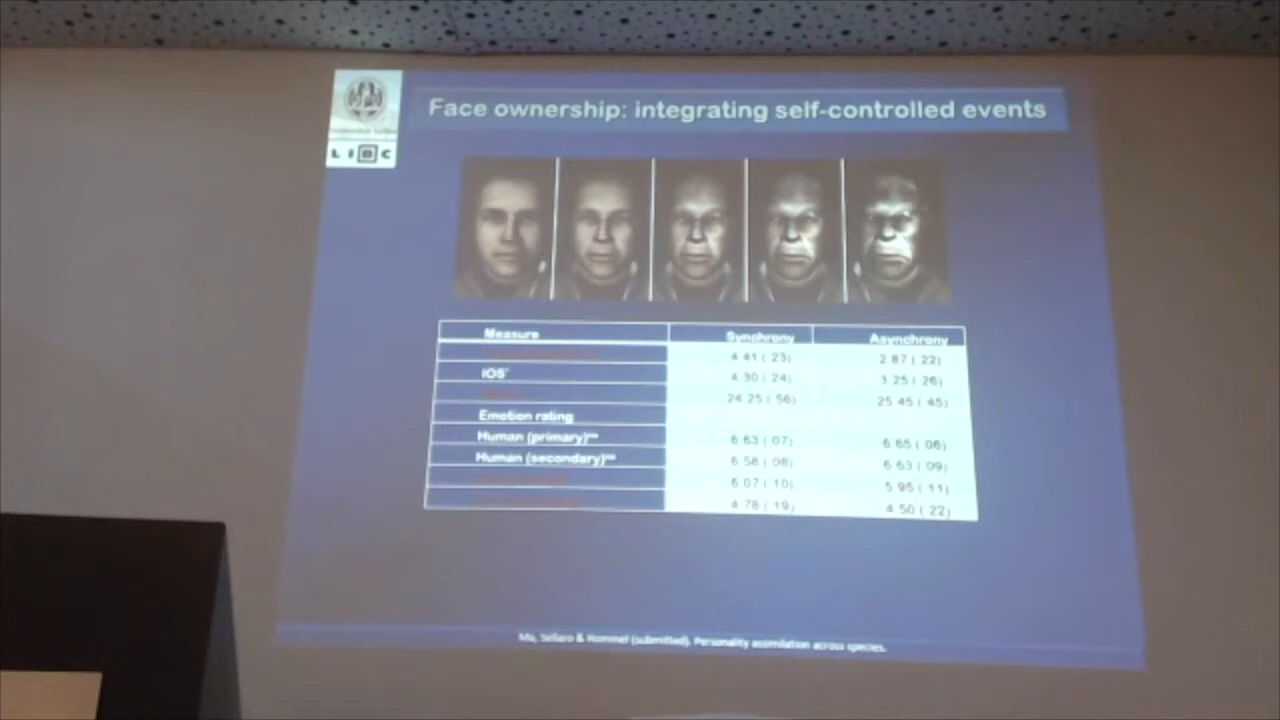 LIBC
Face ownership: integrating self-controlled events
Measure Synchrony Asynchrony
4.41 (.23) 2.87 (.22)
IOS* 4.30 (.24) 3.25 (.26)
24.25 (.56) 25.45 (.45)
Emotion rating
Human (primary)ns 6.63 (.07) 6.65 (.06)
Human (secondary)ns 6.58 (.08) 6.63 (.09)
6.07 (.10) 5.95 (.11)
4.78 (.19) 4.50 (.22)
Ma, Sellaro & Hommel (submitted). Personality assimilation across species.